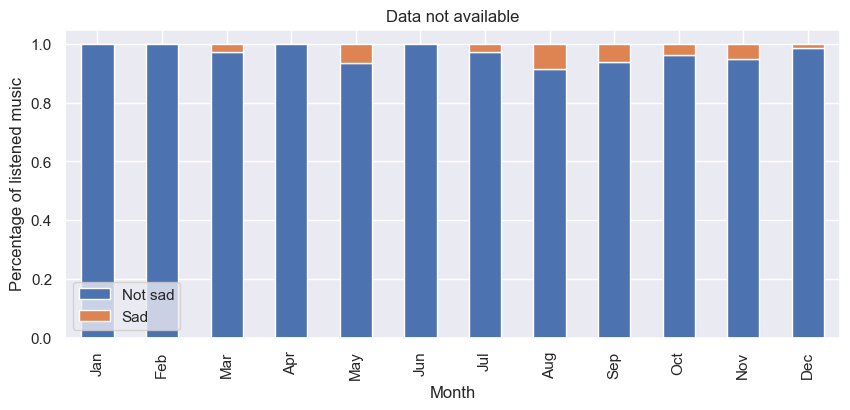 Data not available
Percentage of listened music
1.0
0.8
0.6
0.4
0.2
0.0
Not sad
Sad
Jan
Feb
Mar
Apr
May
Jun
Jul
Aug
Sep
Oct
Nov
Dec
Month